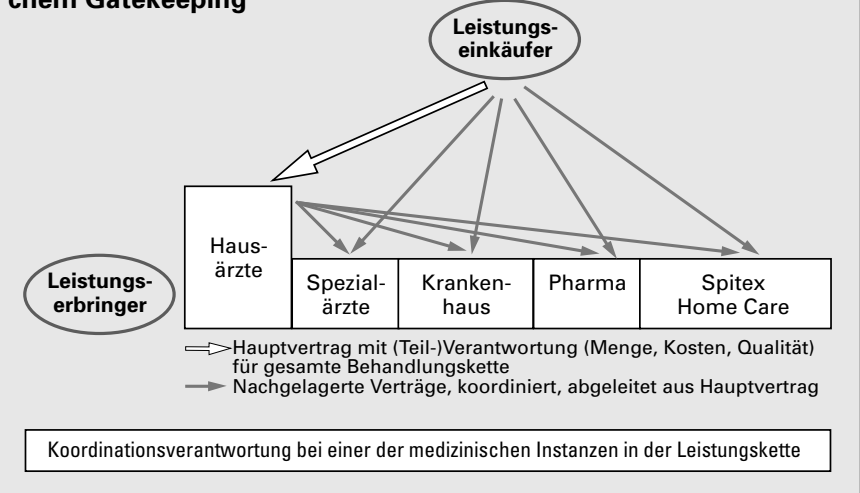 chem Gatekeeping
Leistungs-
einkäufer
Haus-
ärzte
Leistungs-
erbringer
Spezial-
ärzte
Kranken-
haus
Pharma
Spitex
Home Care
Hauptvertrag mit (Teil-)Verantwortung (Menge, Kosten, Qualität)
für gesamte Behandlungskette
Nachgelagerte Verträge, koordiniert, abgeleitet aus Hauptvertrag
Koordinationsverantwortung bei einer der medizinischen Instanzen in der Leistungskette